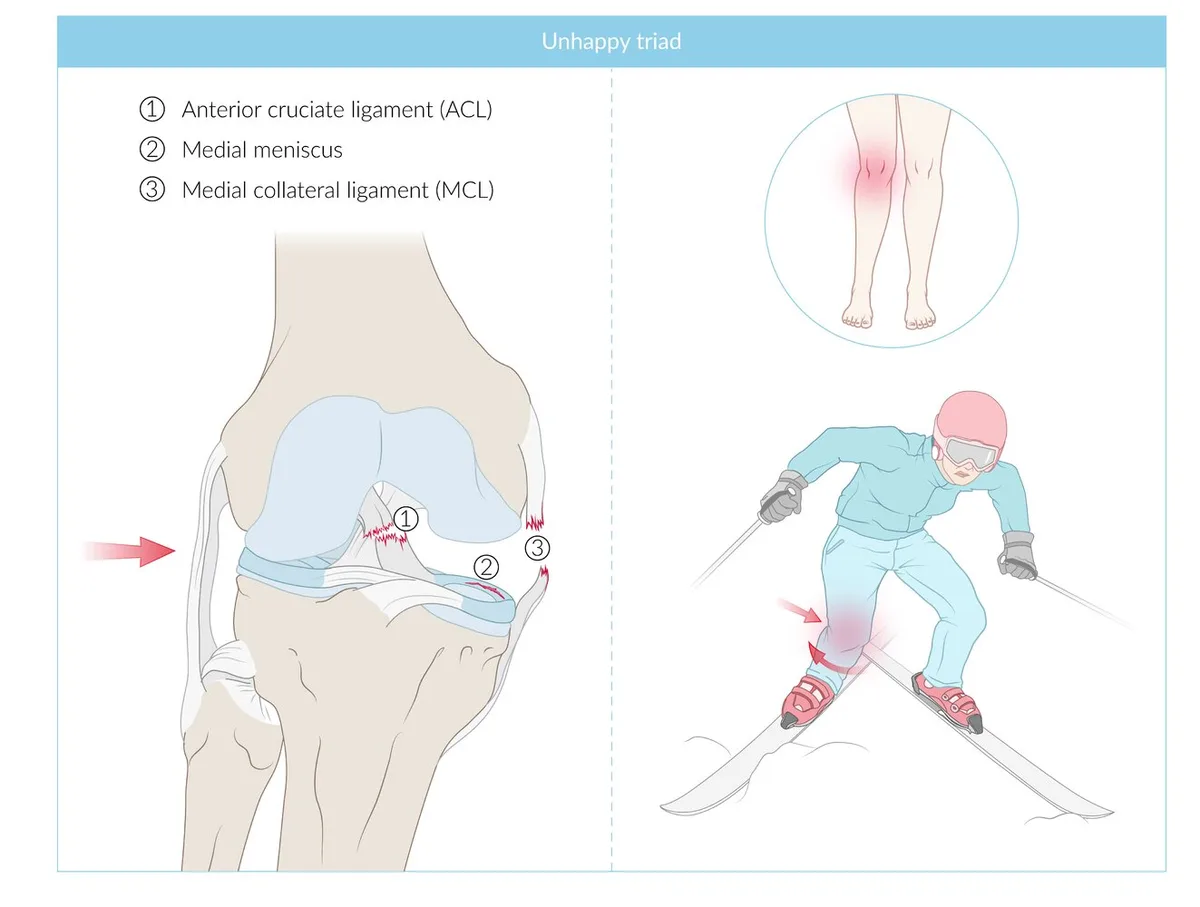 Unhappy triad
① Anterior cruciate ligament (ACL)
② Medial meniscus
③ Medial collateral ligament (MCL)
①
②
③